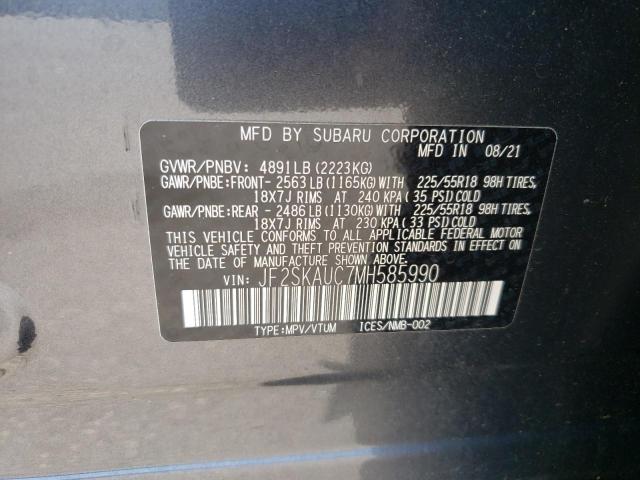 MFD BY SUBARU CORPORATION
MFD IN 08/21
GVWR/PNBV: 4891LB (2223KG)
GAWR/PNBE:FRONT- 2563LB (1165KG)WITH 225/55R18 98H TIRES,
18X7J RIMS AT 240 KPA (35 PSI)COLD
GAWR/PNBE:REAR - 2486LB (1130KG)WITH 225/55R18 98H TIRES,
18X7J RIMS AT 230 KPA (33 PSI)COLD
THIS VEHICLE CONFORMS TO ALL APPLICABLE FEDERAL MOTOR
VEHICLE SAFETY AND THEFT PREVENTION STANDARDS IN
EFFECT ON THE DATE OF MANUFACTURE SHOWN ABOVE.
VIN: JF2SKAUC7MH585990
TYPE:MPV/VTUM ICES/NMB-002